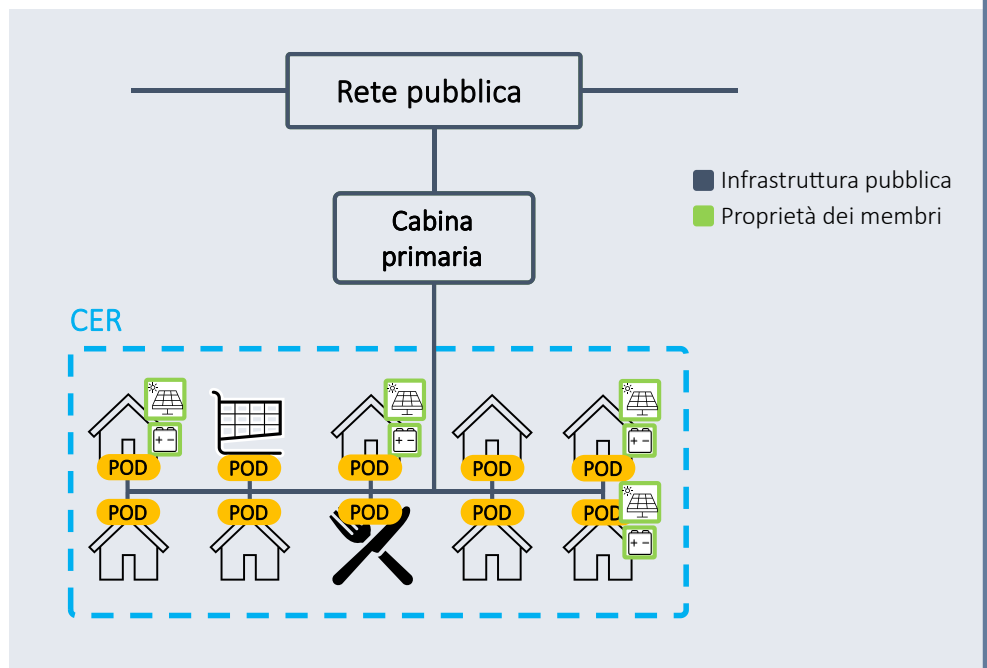 Rete pubblica
Infrastruttura pubblica
Cabina
primaria
Proprietà dei membri
CER
POD POD POD POD POD
POD POD POD POD POD